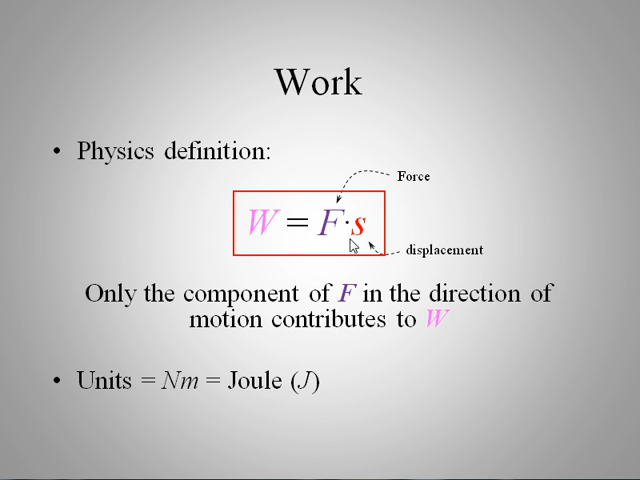 Work
• Physics definition:
Force
W = F·s
displacement
Only the component of F in the direction of
motion contributes to W
• Units = Nm = Joule (J)